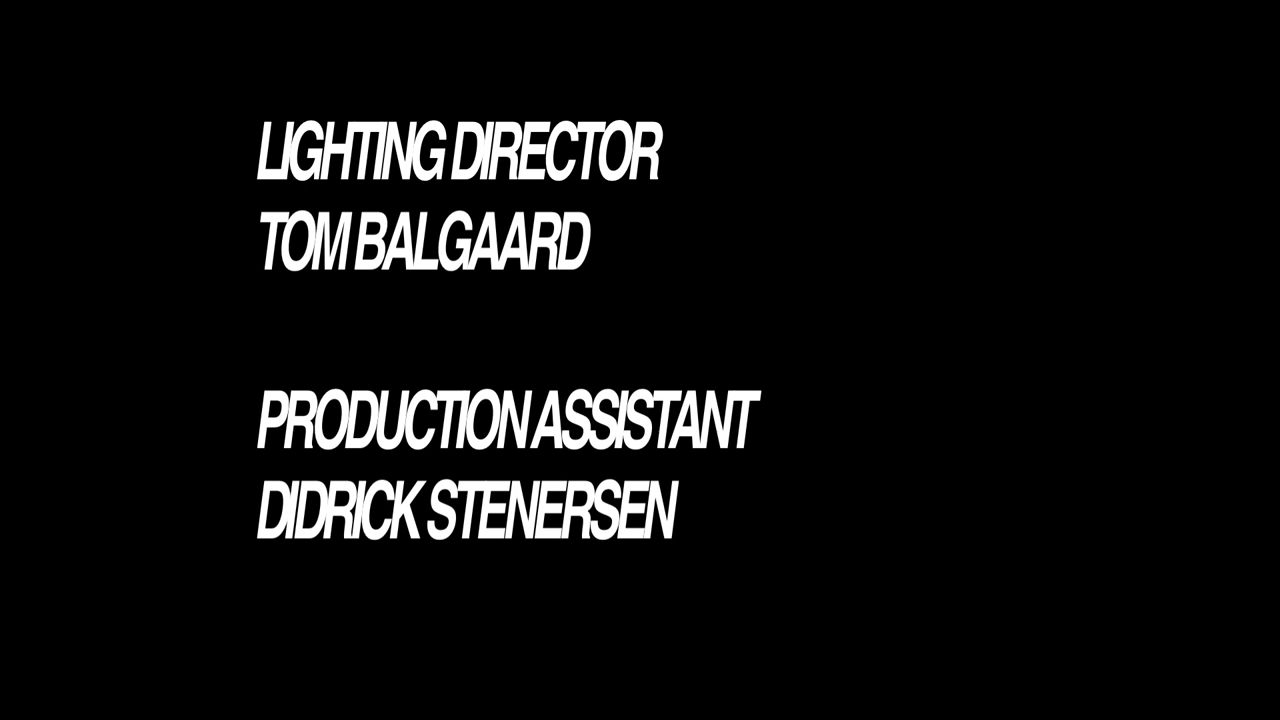 LIGHTING DIRECTOR
TOM BALGAARD
PRODUCTION ASSISTANT
DIDRICK STENERSEN